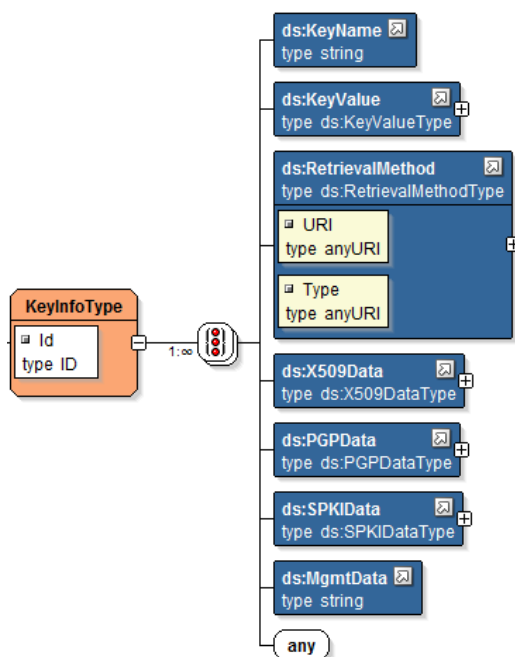 ds:KeyName
type string
ds:KeyValue
type ds:KeyValueType
ds:RetrievalMethod
type ds:RetrievalMethodType
URI
type anyURI
Type
type anyURI
KeyInfoType
Id
type ID
1:∞
ds:X509Data
type ds:X509DataType
ds:PGPData
type ds:PGPDataType
ds:SPKIData
type ds:SPKIDataType
ds:MgmtData
type string
any